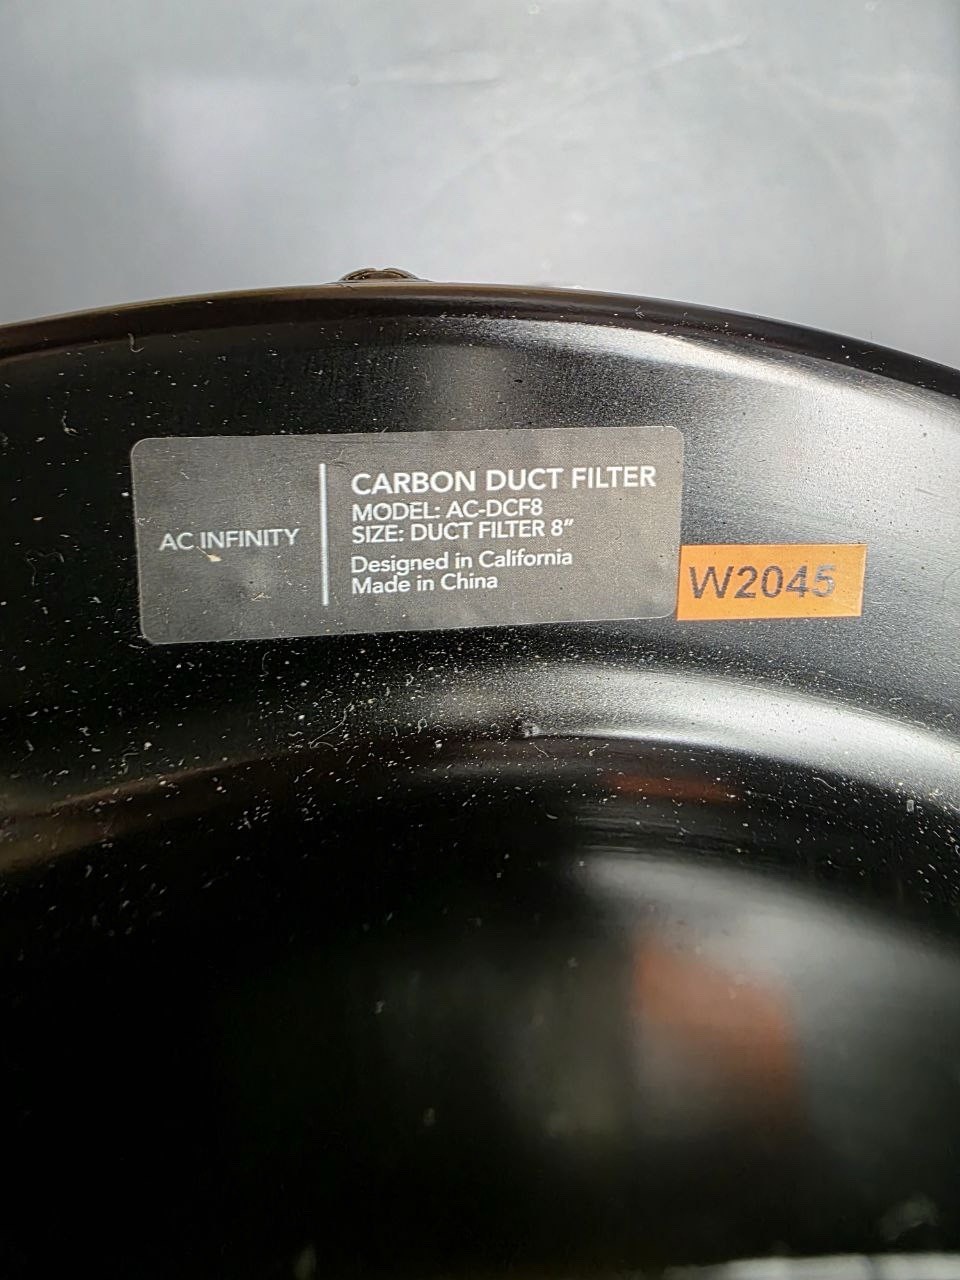 AC INFINITY
CARBON DUCT FILTER
MODEL: AC-DCF8
SIZE: DUCT FILTER 8”
Designed in California
Made in China
W2045